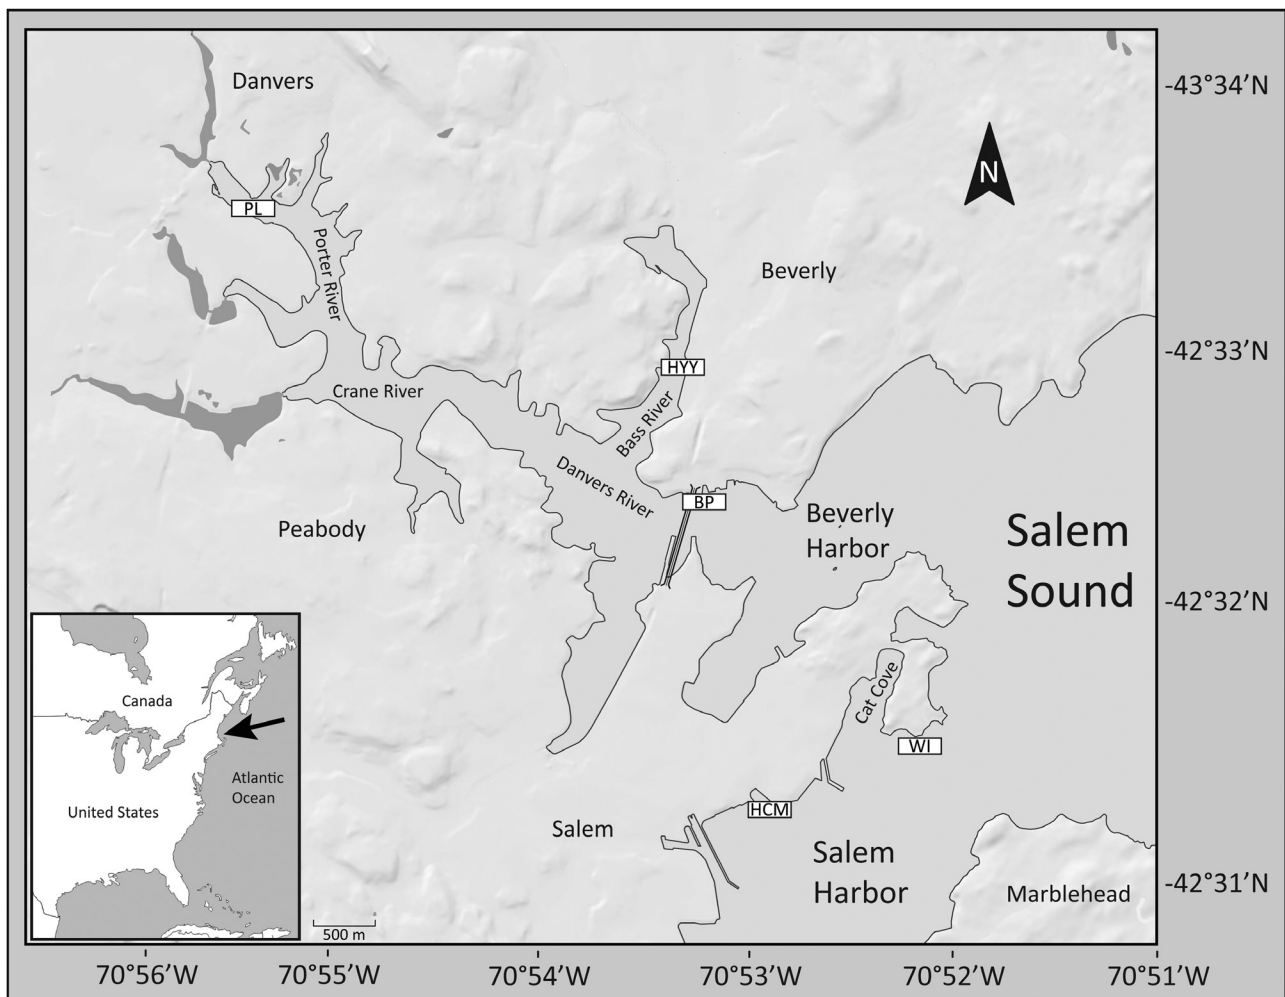 Danvers
-43°34’N
N
PL
Porter River
Beverly
-42°33’N
HYY
Crane River
Bass River
Danvers River
BP
Beverly
Harbor
Peabody
Salem
Sound
-42°32’N
Cat Cove
Canada
WI
Atlantic
Ocean
United States
HCM
Salem
Salem
Harbor
-42°31’N
Marblehead
500 m
70°56’W
70°55’W
70°54’W
70°53’W
70°52’W
70°51’W